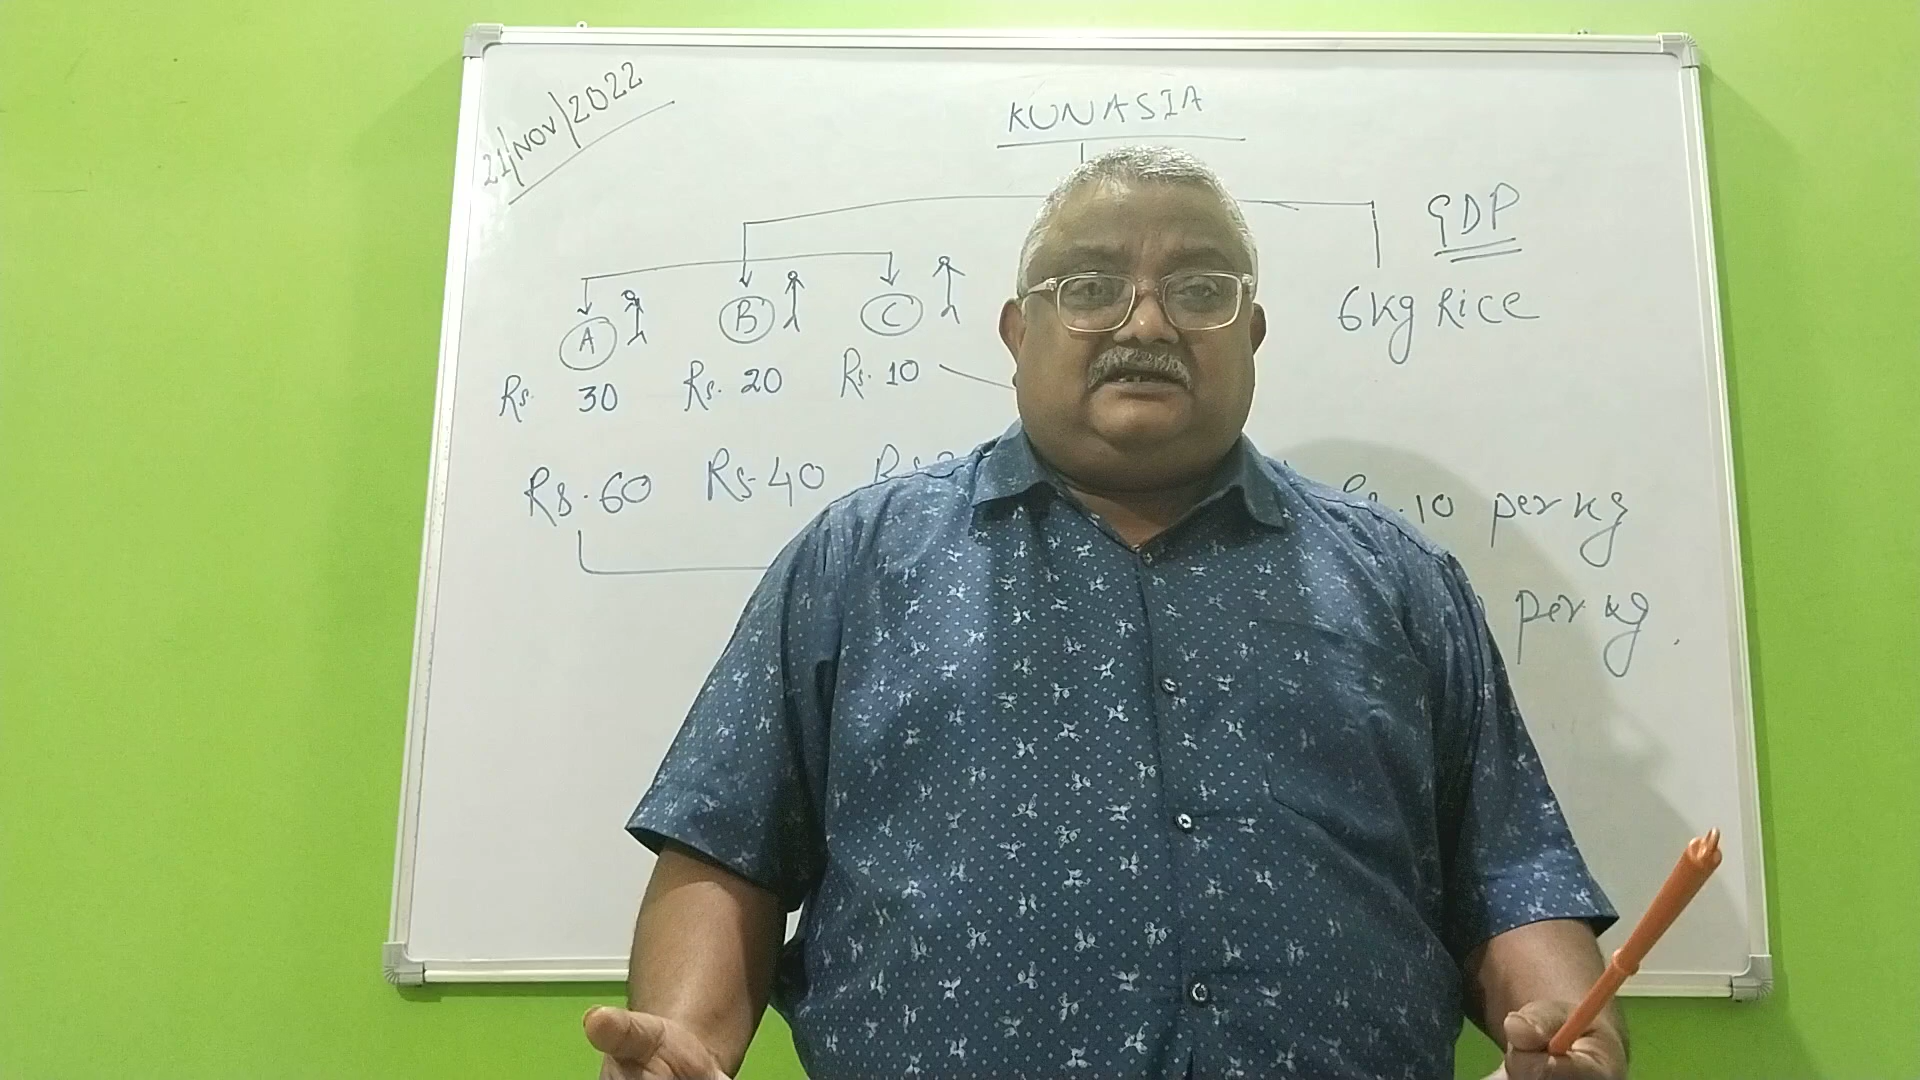 21/NOV/2022
KUNASIA
GDP
6kg Rice
A B C
Rs. 30 Rs. 20 Rs. 10
Rs. 60 Rs. 40 Rs.
.10 per kg
per kg.